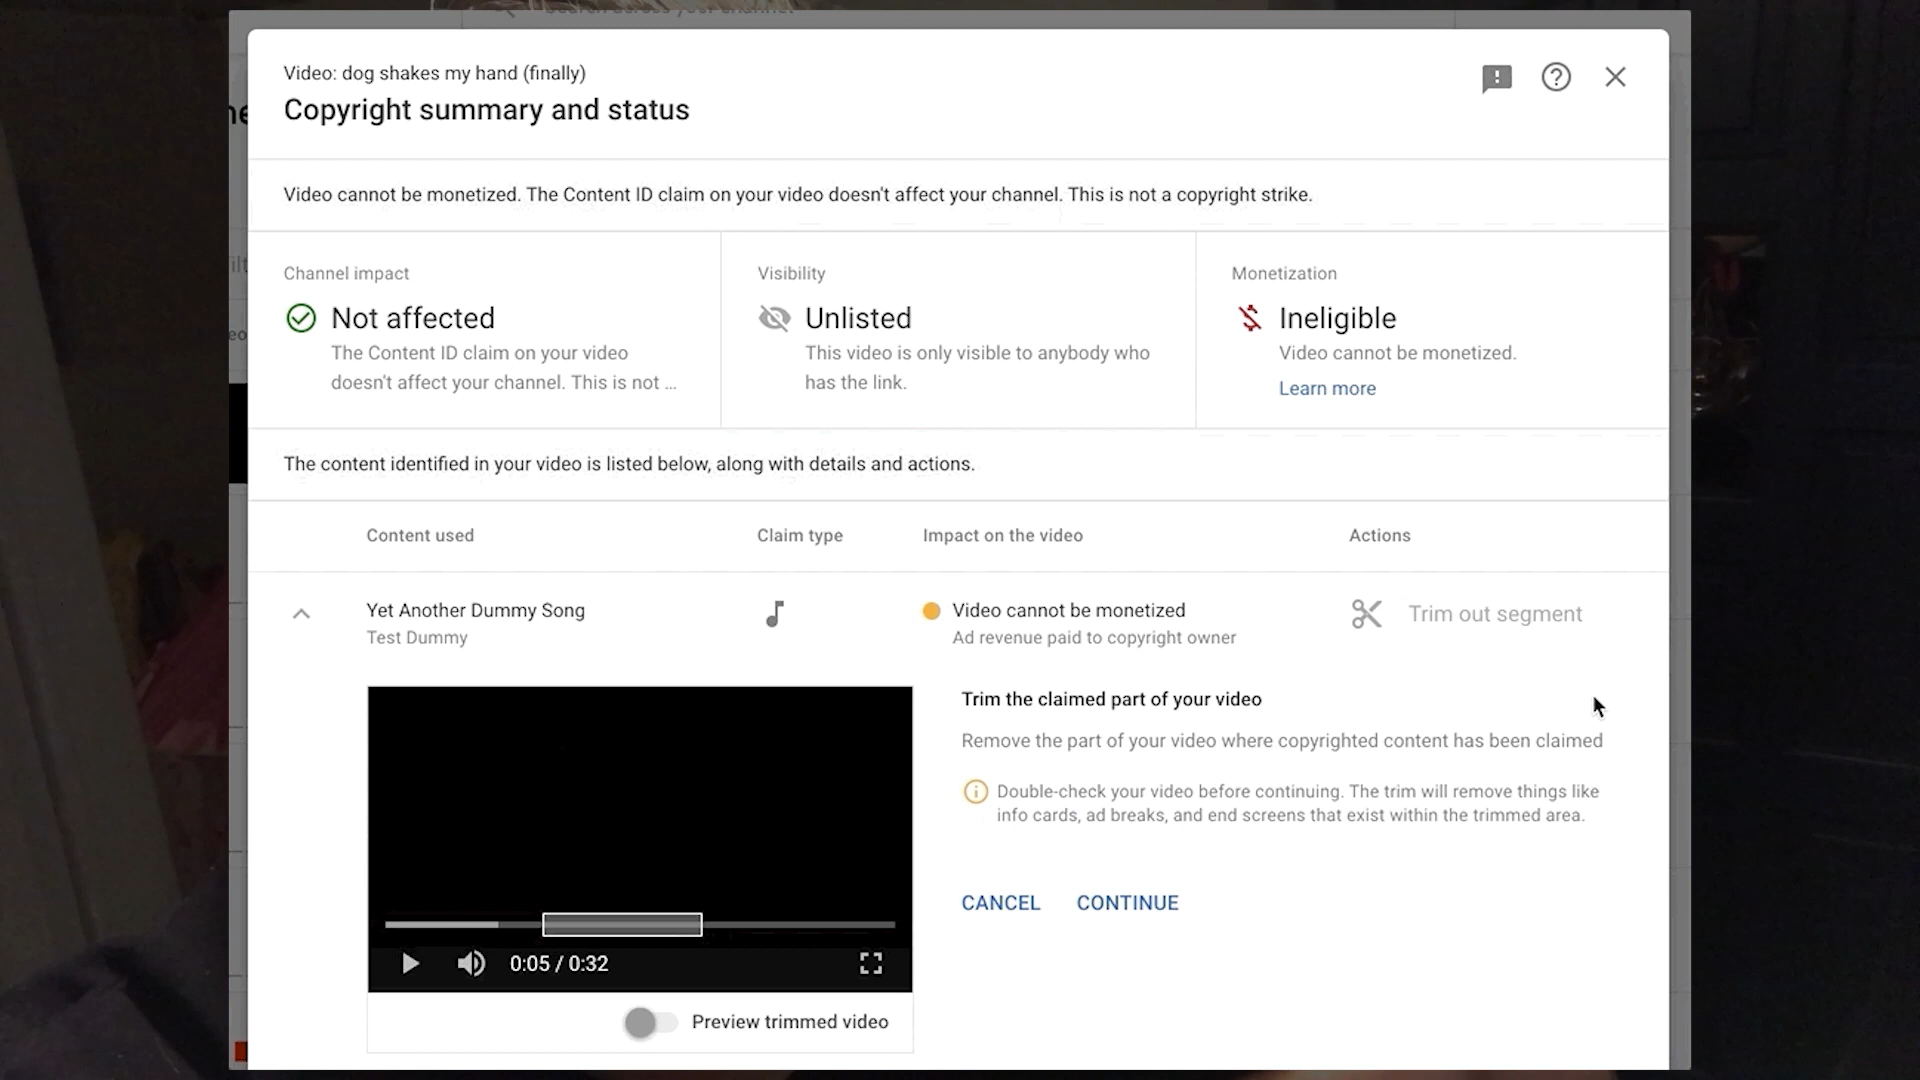 Video: dog shakes my hand (finally)
Copyright summary and status
Video cannot be monetized. The Content ID claim on your video doesn't affect your channel. This is not a copyright strike.
Channel impact
Not affected
The Content ID claim on your video
doesn't affect your channel. This is not ...
Visibility
Unlisted
This video is only visible to anybody who
has the link.
Monetization
Ineligible
Video cannot be monetized.
Learn more
The content identified in your video is listed below, along with details and actions.
Content used
Claim type
Impact on the video
Actions
Yet Another Dummy Song
Test Dummy
Video cannot be monetized
Ad revenue paid to copyright owner
Trim out segment
Trim the claimed part of your video
Remove the part of your video where copyrighted content has been claimed
Double-check your video before continuing. The trim will remove things like
info cards, ad breaks, and end screens that exist within the trimmed area.
CANCEL
CONTINUE
0:05 / 0:32
Preview trimmed video